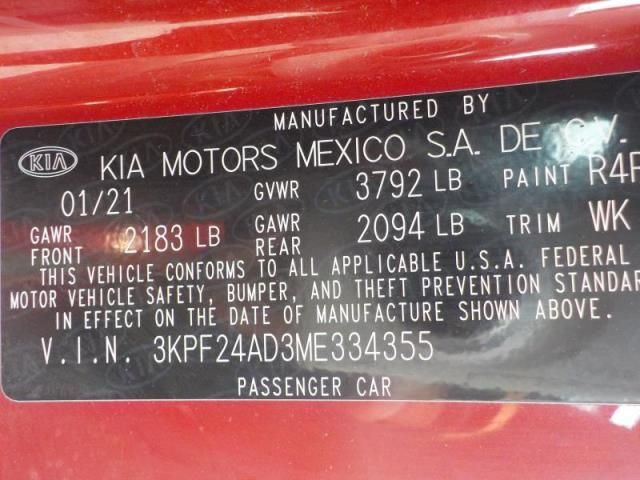 MANUFACTURED BY
KIA KIA MOTORS MEXICO S.A. DE C.V.
01/21 GVWR 3792 LB PAINT R4R
GAWR FRONT 2183 LB GAWR REAR 2094 LB TRIM WK
THIS VEHICLE CONFORMS TO ALL APPLICABLE U.S.A. FEDERAL
MOTOR VEHICLE SAFETY, BUMPER, AND THEFT PREVENTION STANDAR
IN EFFECT ON THE DATE OF MANUFACTURE SHOWN ABOVE.
V.I.N. 3KPF24AD3ME334355
PASSENGER CAR